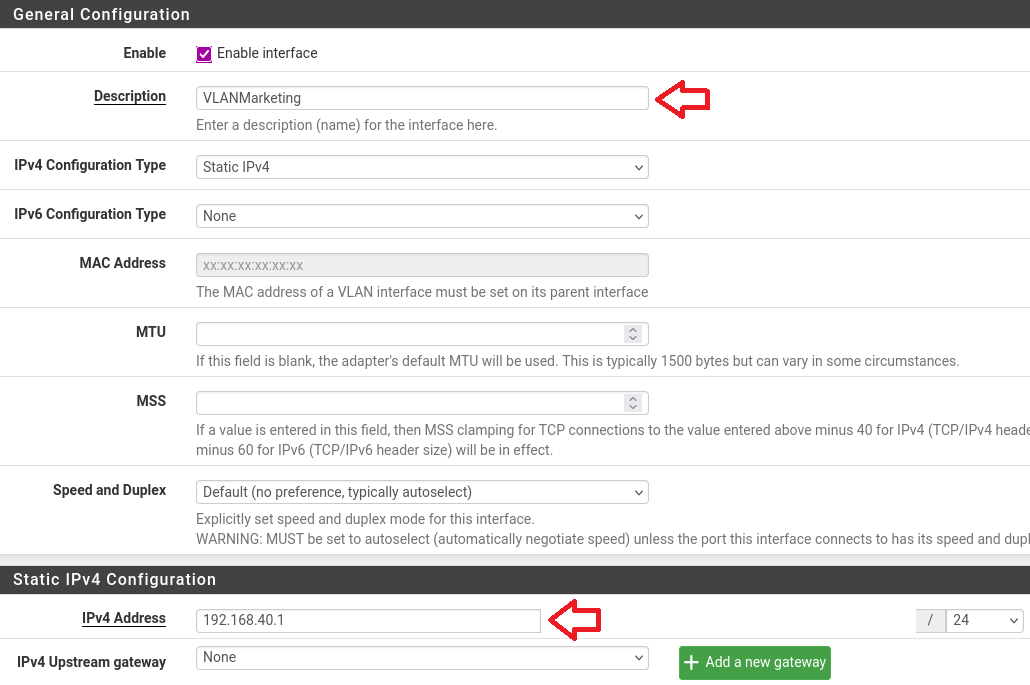 General Configuration
Enable
Enable interface
Description
VLANMarketing
Enter a description (name) for the interface here.
IPv4 Configuration Type
Static IPv4
IPv6 Configuration Type
None
MAC Address
xx:xx:xx:xx:xx:xx
The MAC address of a VLAN interface must be set on its parent interface
MTU
If this field is blank, the adapter's default MTU will be used. This is typically 1500 bytes but can vary in some circumstances.
MSS
If a value is entered in this field, then MSS clamping for TCP connections to the value entered above minus 40 for IPv4 (TCP/IPv4
minus 60 for IPv6 (TCP/IPv6 header size) will be in effect.
Speed and Duplex
Default (no preference, typically autoselect)
Explicitly set speed and duplex mode for this interface.
WARNING: MUST be set to autoselect (automatically negotiate speed) unless the port this interface connects to has its speed and
Static IPv4 Configuration
IPv4 Address
192.168.40.1
/
24
IPv4 Upstream gateway
None
+ Add a new gateway